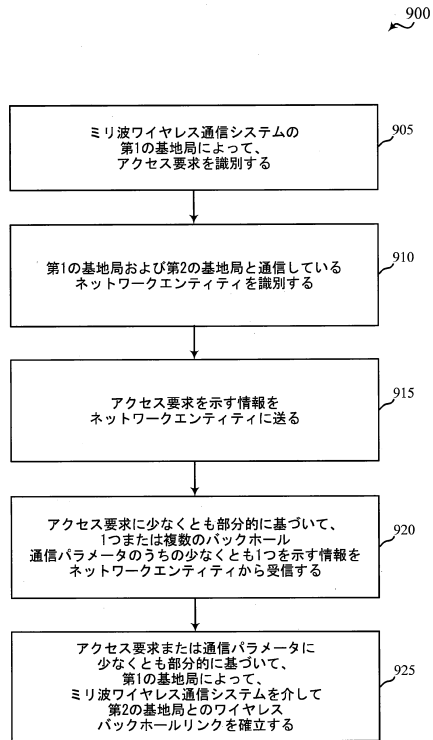 900
ミリ波ワイヤレス通信システムの
第1の基地局によって、
アクセス要求を識別する
905
第1の基地局および第2の基地局と通信している
ネットワークエンティティを識別する
910
アクセス要求を示す情報を
ネットワークエンティティに送る
915
アクセス要求に少なくとも部分的に基づいて、
1つまたは複数のバックホール
通信パラメータのうちの少なくとも1つを示す情報を
ネットワークエンティティから受信する
920
アクセス要求または通信パラメータに
少なくとも部分的に基づいて、
第1の基地局によって、
ミリ波ワイヤレス通信システムを介して
第2の基地局とのワイヤレス
バックホールリンクを確立する
925